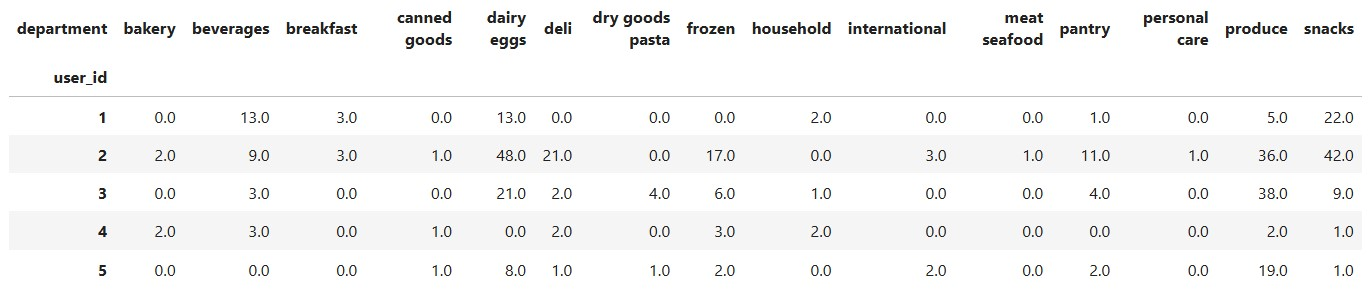 department bakery beverages breakfast canned goods dairy eggs deli dry goods pasta frozen household international meat seafood pantry personal care produce snacks
user_id
1 0.0 13.0 3.0 0.0 13.0 0.0 0.0 0.0 2.0 0.0 0.0 1.0 0.0 5.0 22.0
2 2.0 9.0 3.0 1.0 48.0 21.0 0.0 17.0 0.0 3.0 1.0 11.0 1.0 36.0 42.0
3 0.0 3.0 0.0 0.0 21.0 2.0 4.0 6.0 1.0 0.0 0.0 4.0 0.0 38.0 9.0
4 2.0 3.0 0.0 1.0 0.0 2.0 0.0 3.0 2.0 0.0 0.0 0.0 0.0 2.0 1.0
5 0.0 0.0 0.0 1.0 8.0 1.0 1.0 2.0 0.0 2.0 0.0 2.0 0.0 19.0 1.0